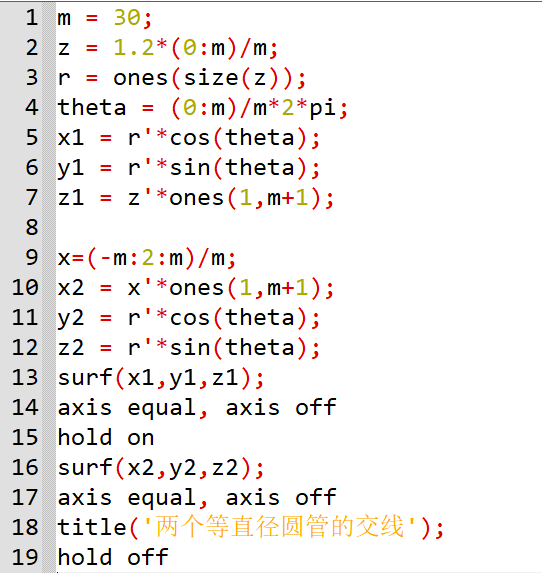 1 m = 30;
2 z = 1.2*(0:m)/m;
3 r = ones(size(z));
4 theta = (0:m)/m*2*pi;
5 x1 = r'*cos(theta);
6 y1 = r'*sin(theta);
7 z1 = z'*ones(1,m+1);
8
9 x=(-m:2:m)/m;
10 x2 = x'*ones(1,m+1);
11 y2 = r'*cos(theta);
12 z2 = r'*sin(theta);
13 surf(x1,y1,z1);
14 axis equal, axis off
15 hold on
16 surf(x2,y2,z2);
17 axis equal, axis off
18 title('两个等直径圆管的交线');
19 hold off